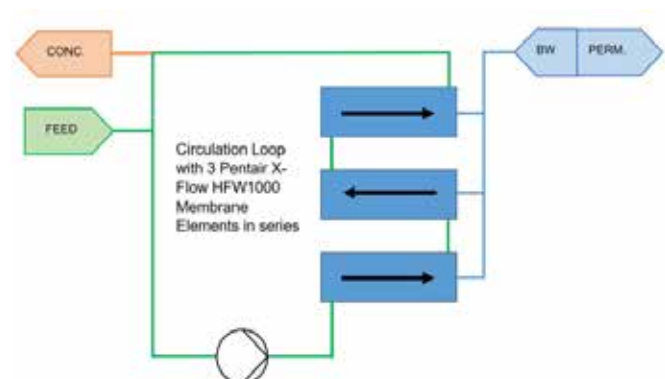 CONC.
BW
PERM.
FEED
Circulation Loop
with 3 Pentair X-
Flow HFW1000
Membrane
Elements in series